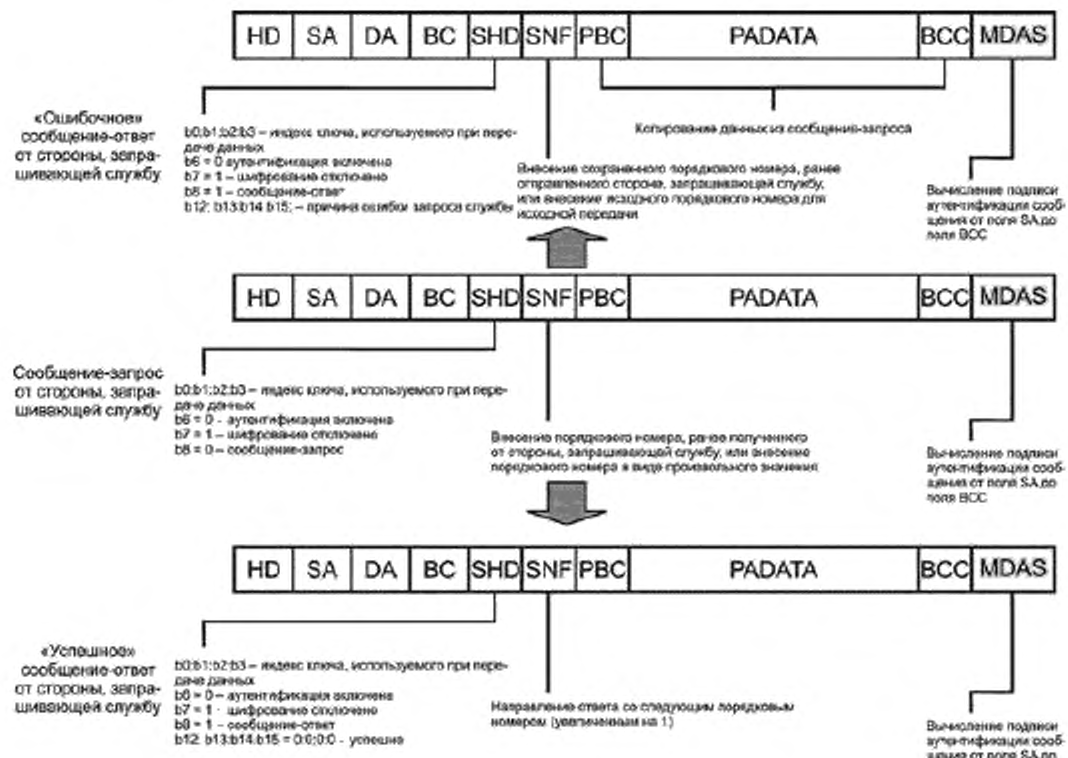 HD SA DA BC SHD SNF PBC PADATA BCC MDAS
«Ошибочное»
сообщение-ответ
от стороны, запра-
шивающей службу
b0;b1;b2;b3 – индекс ключа, используемого при пере-
даче данных
b6 = 0 аутентификация включена
b7 = 1 – шифрование отключено
b8 = 1 – сообщение-ответ
b12; b13;b14;b15; – причина ошибки запроса службы
Внесение сохраненного порядкового номера, ранее
отправленного стороне, запрашивающей службу,
или внесение исходного порядкового номера для
исходной передачи
Копирование данных из сообщения-запроса
Вычисление подписи
аутентификации сооб-
щения от поля SA до
поля BCC
HD SA DA BC SHD SNF PBC PADATA BCC MDAS
Сообщение-запрос
от стороны, запра-
шивающей службу
b0;b1;b2;b3 – индекс ключа, используемого при пере-
даче данных
b6 = 0 - аутентификация включена
b7 = 1 – шифрование отключено
b8 = 0 – сообщение-запрос
Внесение порядкового номера, ранее полученного
от стороны, запрашивающей службу, или внесение
порядкового номера в виде произвольного значения
Вычисление подписи
аутентификации сооб-
щения от поля SA до
поля BCC
HD SA DA BC SHD SNF PBC PADATA BCC MDAS
«Успешное»
сообщение-ответ
от стороны, запра-
шивающей службу
b0;b1;b2;b3 – индекс ключа, используемого при пере-
даче данных
b6 = 0 – аутентификация включена
b7 = 1 - шифрование отключено
b8 = 1 – сообщение-ответ
b12; b13;b14;b15 = 0;0;0;0 - успешно
Направление ответа со следующим порядковым
номером (увеличенным на 1)
Вычисление подписи
аутентификации сооб-
щения от поля SA до